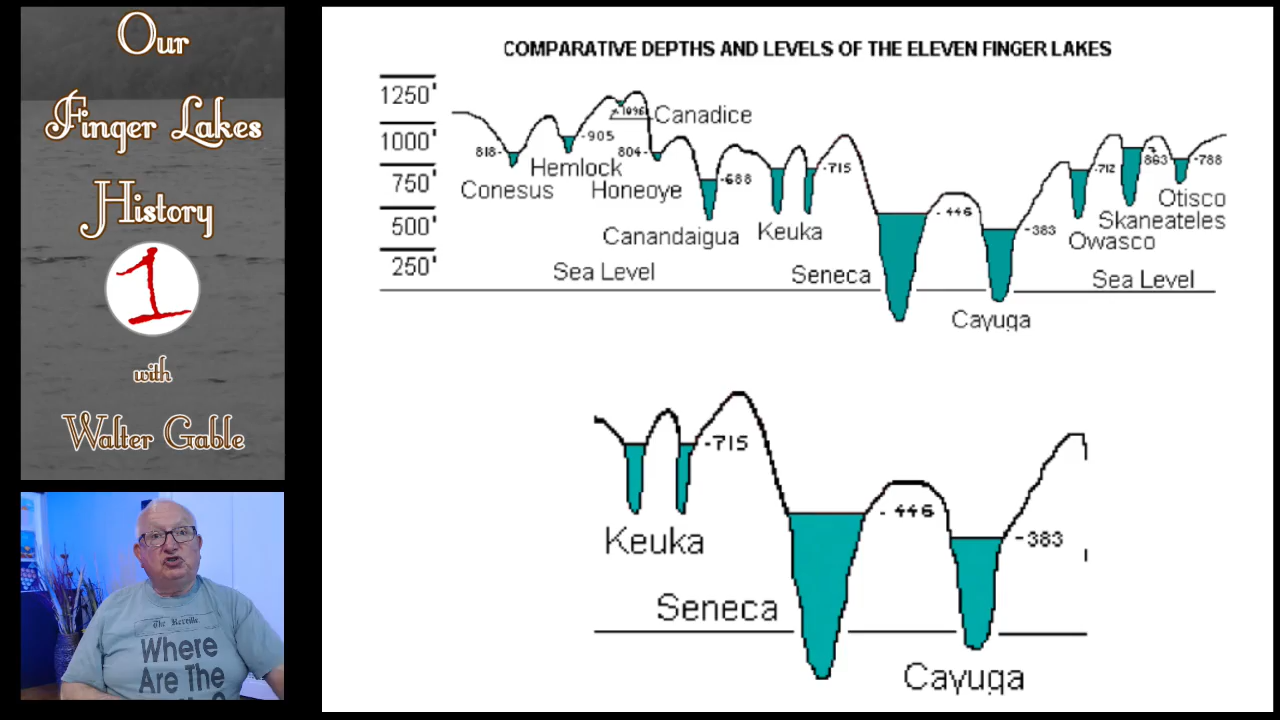 Our
Finger Lakes
History
1
with
Walter Gable
The Reveille
Where
Are The
COMPARATIVE DEPTHS AND LEVELS OF THE ELEVEN FINGER LAKES
1250'
1000'
750'
500'
250'
818-
Conesus
-905
Hemlock
1096
Canadice
804-
Honeoye
-688
Canandaigua
-715
Keuka
Sea Level
Seneca
- 446
-383
Cayuga
-712
Owasco
863
Skaneateles
-788
Otisco
Sea Level
-715
Keuka
- 446
-383
Seneca
Cayuga